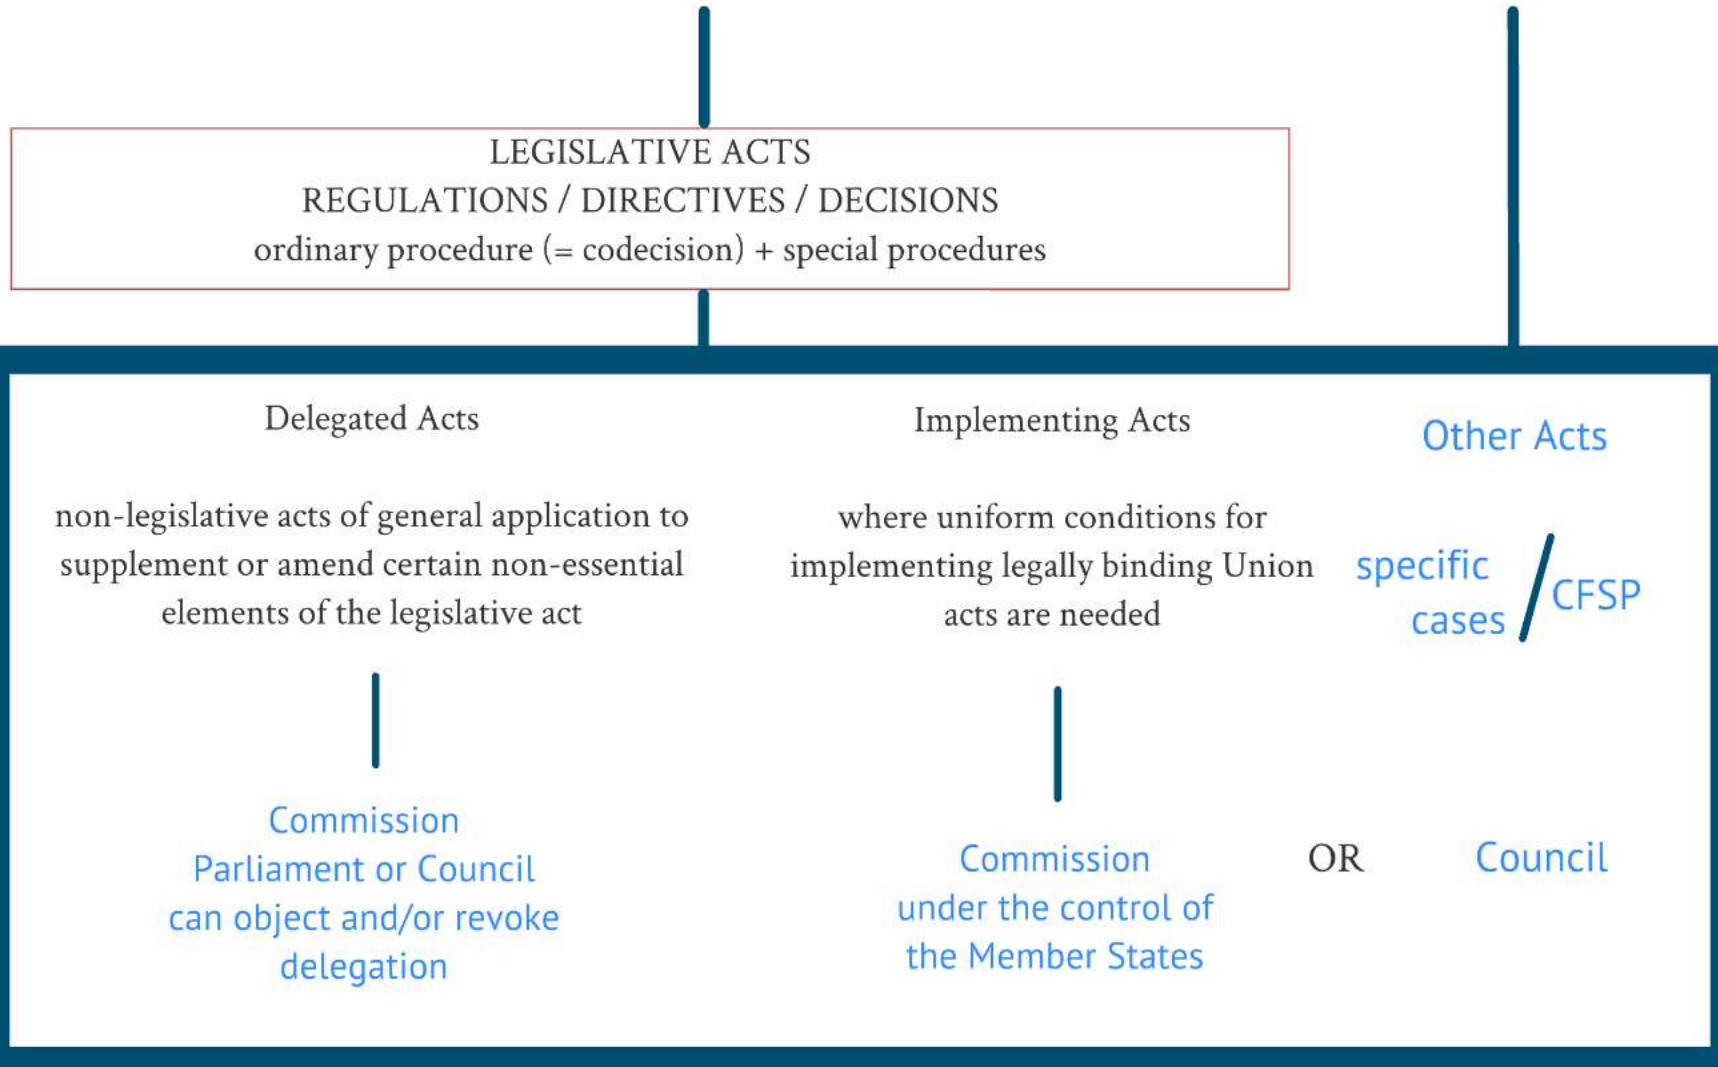 LEGISLATIVE ACTS
REGULATIONS / DIRECTIVES / DECISIONS
ordinary procedure (= codecision) + special procedures
Delegated Acts
non-legislative acts of general application to
supplement or amend certain non-essential
elements of the legislative act
Commission
Parliament or Council
can object and/or revoke
delegation
Implementing Acts
where uniform conditions for
implementing legally binding Union
acts are needed
Commission
under the control of
the Member States
OR
Other Acts
specific
cases
CFSP
Council